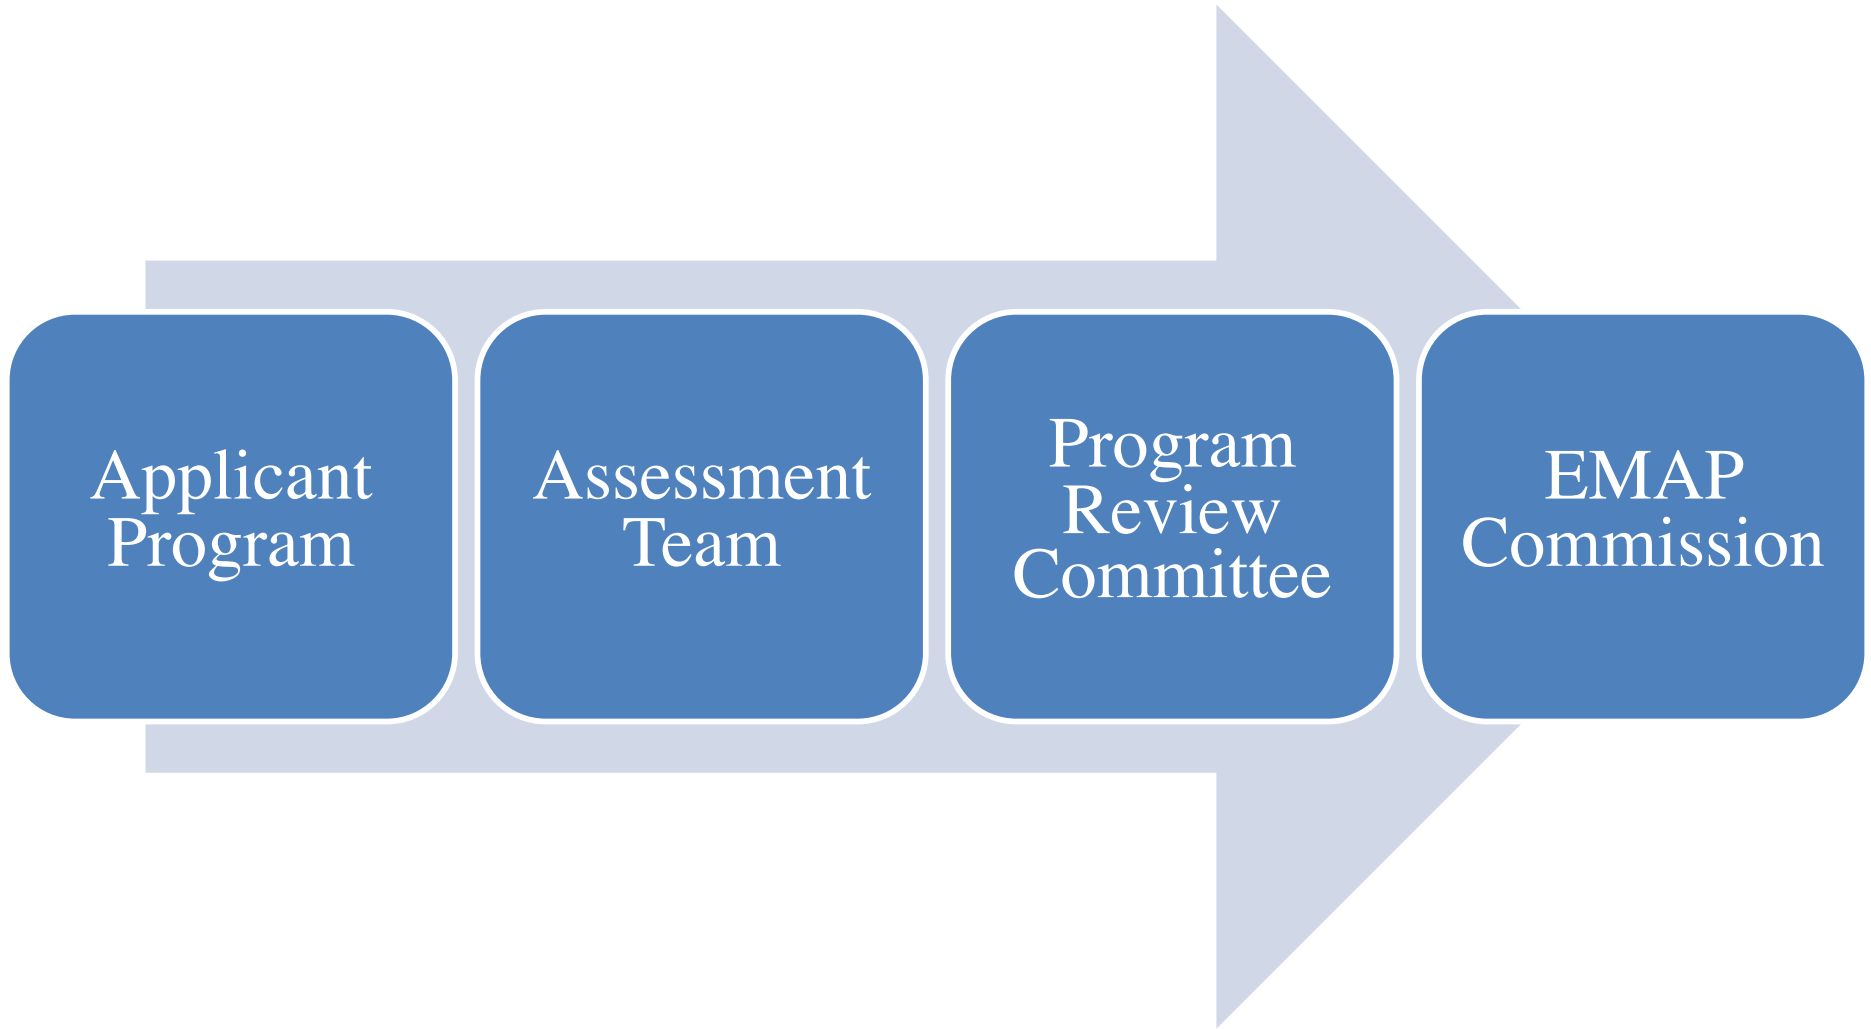 Applicant
Program
Assessment
Team
Program
Review
Committee
EMAP
Commission